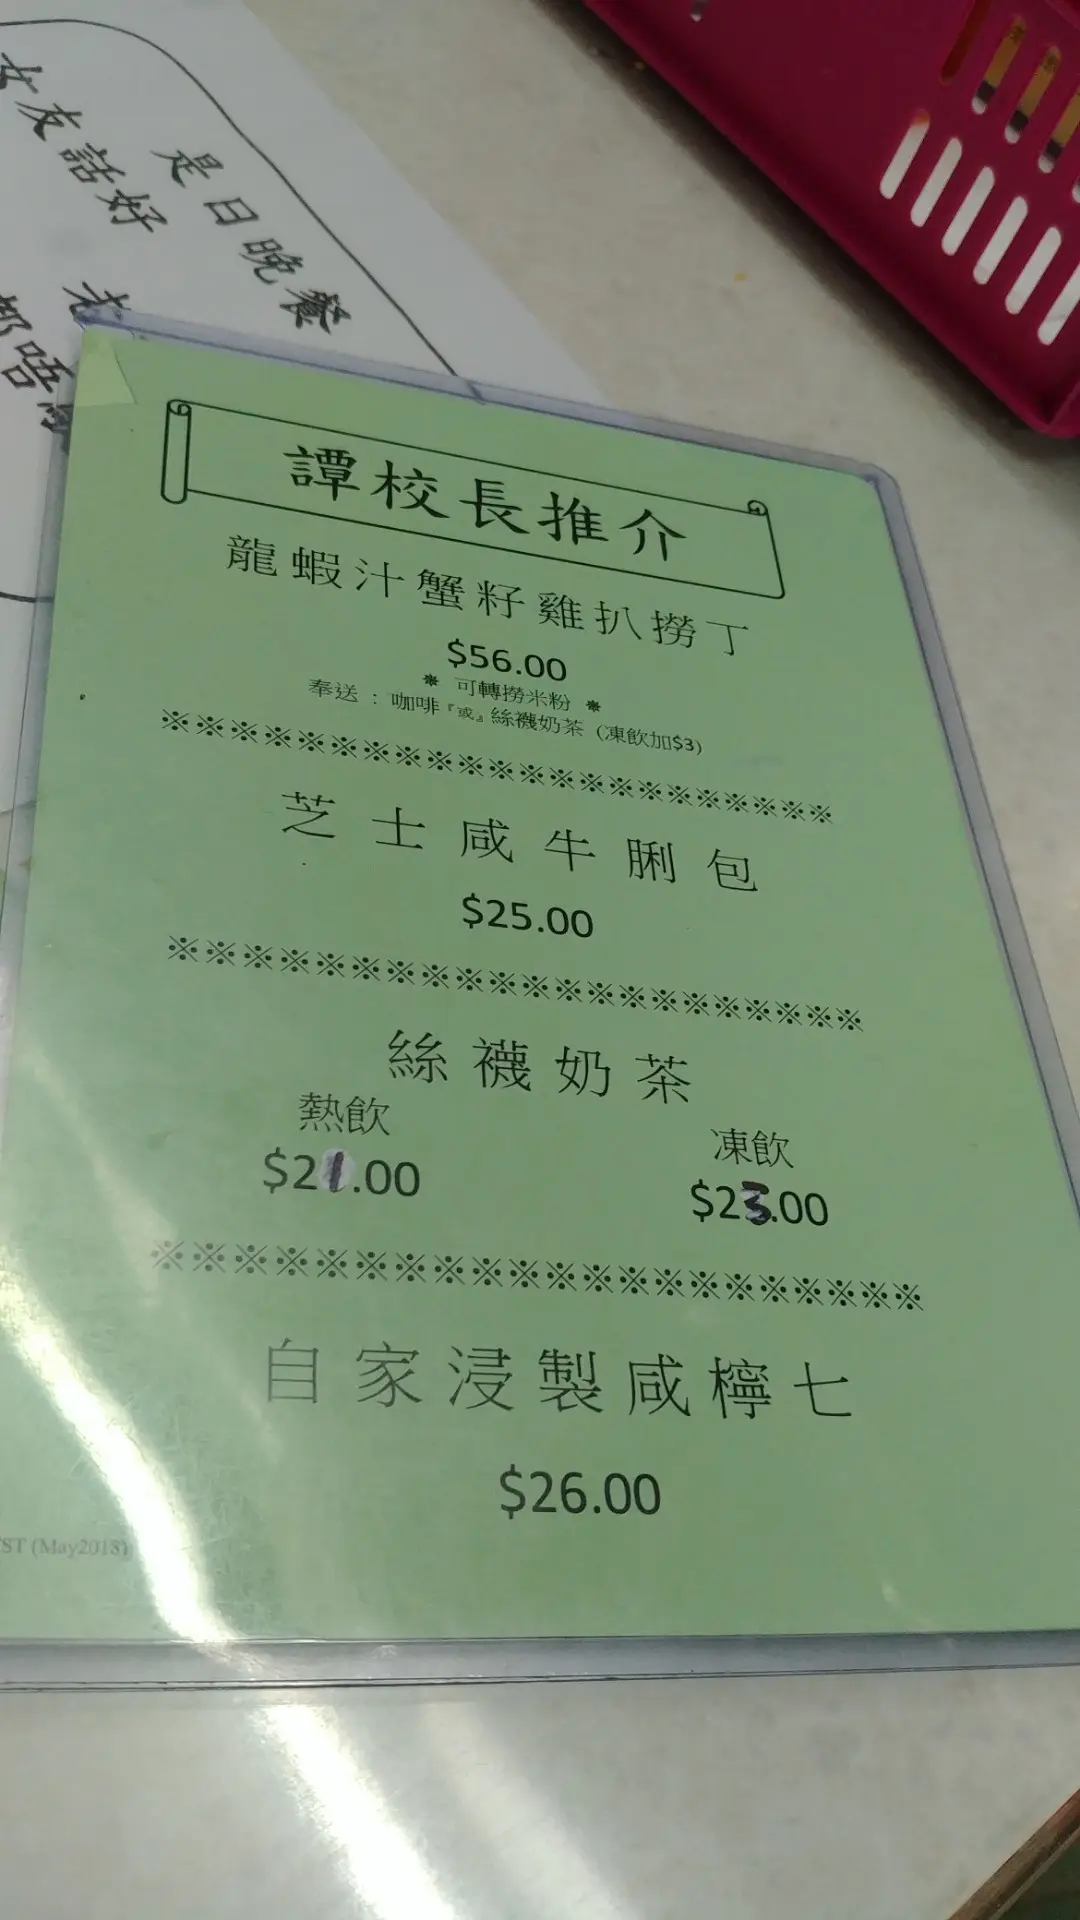 是日晚餐
女友話好
譚校長推介
龍蝦汁蟹籽雞扒撈丁
$56.00
* 可轉撈米粉 *
奉送 : 咖啡『或』絲襪奶茶 (凍飲加$3)
※※※※※※※※※※※※※※※※※※※※※※
芝士咸牛脷包
$25.00
※※※※※※※※※※※※※※※※※※※※※
絲襪奶茶
熱飲 凍飲
$21.00 $23.00
※※※※※※※※※※※※※※※※※※※※※
自家浸製咸檸七
$26.00
ST (May2018)